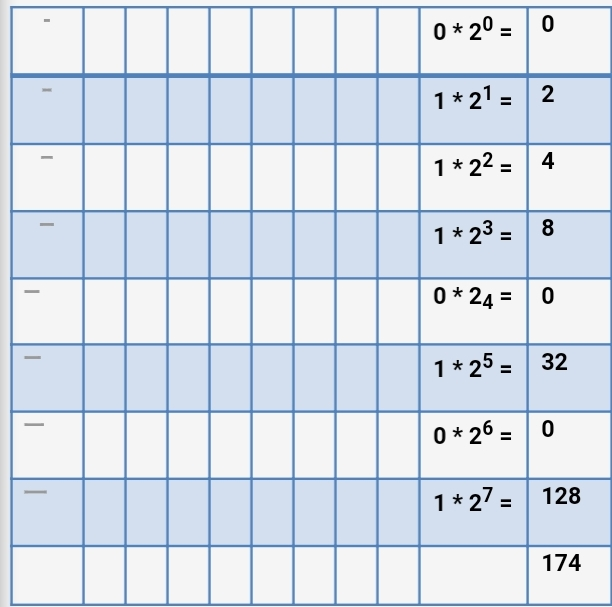 0 * 2⁰ = 0
1 * 2¹ = 2
1 * 2² = 4
1 * 2³ = 8
0 * 2₄ = 0
1 * 2⁵ = 32
0 * 2⁶ = 0
1 * 2⁷ = 128
174